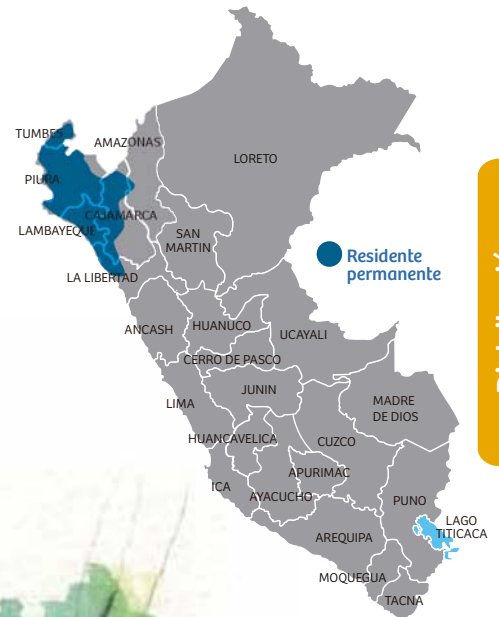 TUMBES
AMAZONAS
LORETO
PIURA
CAJAMARCA
LAMBAYEQUE
SAN
MARTIN
Residente
permanente
LA LIBERTAD
ANCASH
HUANUCO
UCAYALI
CERRO DE PASCO
JUNIN
LIMA
MADRE
DE DIOS
HUANCAVELICA
CUZCO
APURIMAC
ICA
AYACUCHO
PUNO
LAGO
TITICACA
AREQUIPA
MOQUEGUA
TACNA